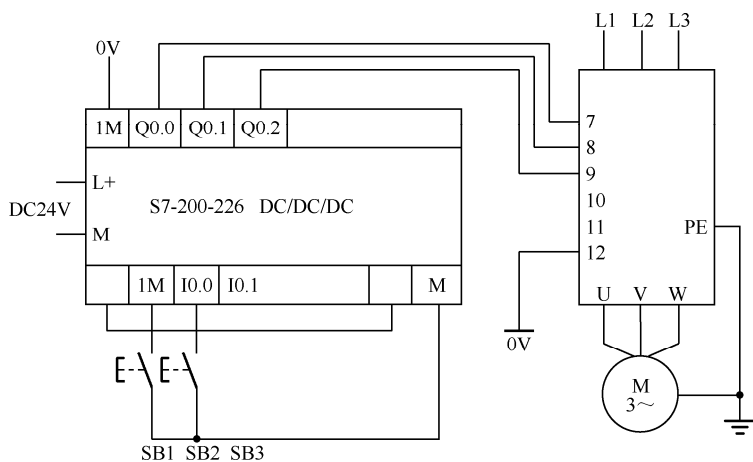 L1 L2 L3
0V
1M Q0.0 Q0.1 Q0.2
7
8
9
10
11
12
PE
L+
DC24V
M
S7-200-226 DC/DC/DC
1M I0.0 I0.1 M
U V W
0V
M
3～
SB1 SB2 SB3